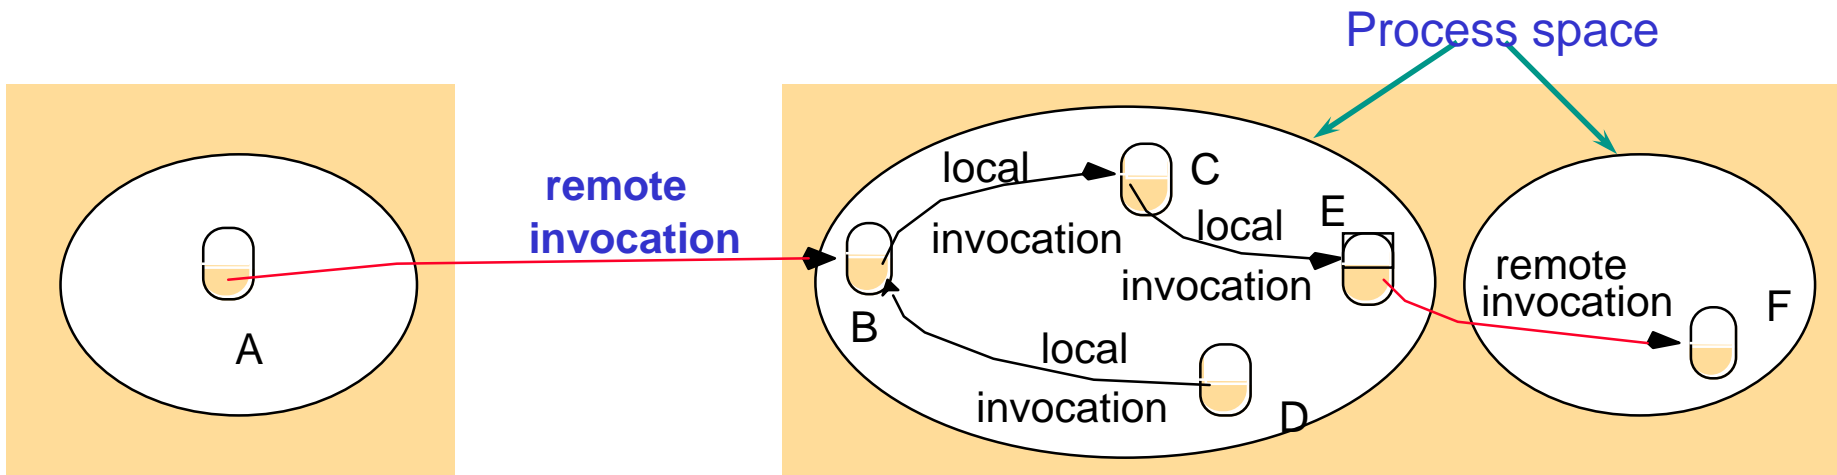 Process space
remote
invocation
A
B
local
invocation
C
local
invocation
E
local
invocation
D
remote
invocation
F